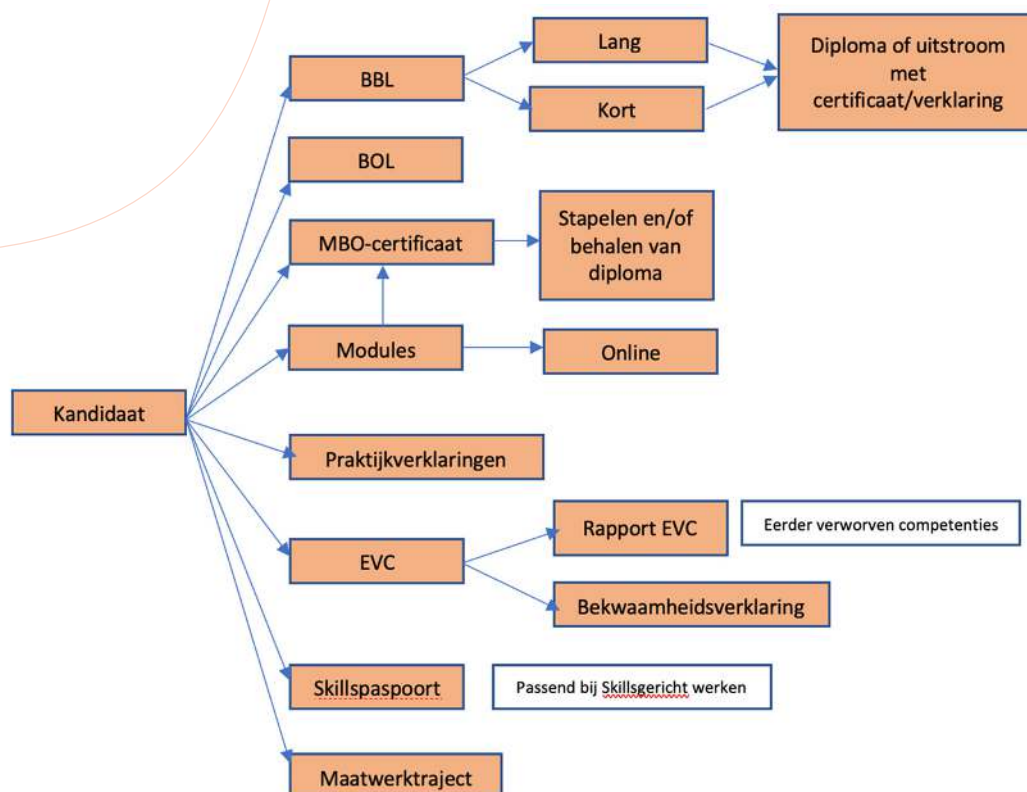 BBL
Lang
Kort
Diploma of uitstroom
met
certificaat/verklaring
BOL
MBO-certificaat
Stapelen en/of
behalen van
diploma
Modules
Online
Kandidaat
Praktijkverklaringen
EVC
Rapport EVC
Eerder verworven competenties
Bekwaamheidsverklaring
Skillspaspoort
Passend bij Skillsgericht werken
Maatwerktraject